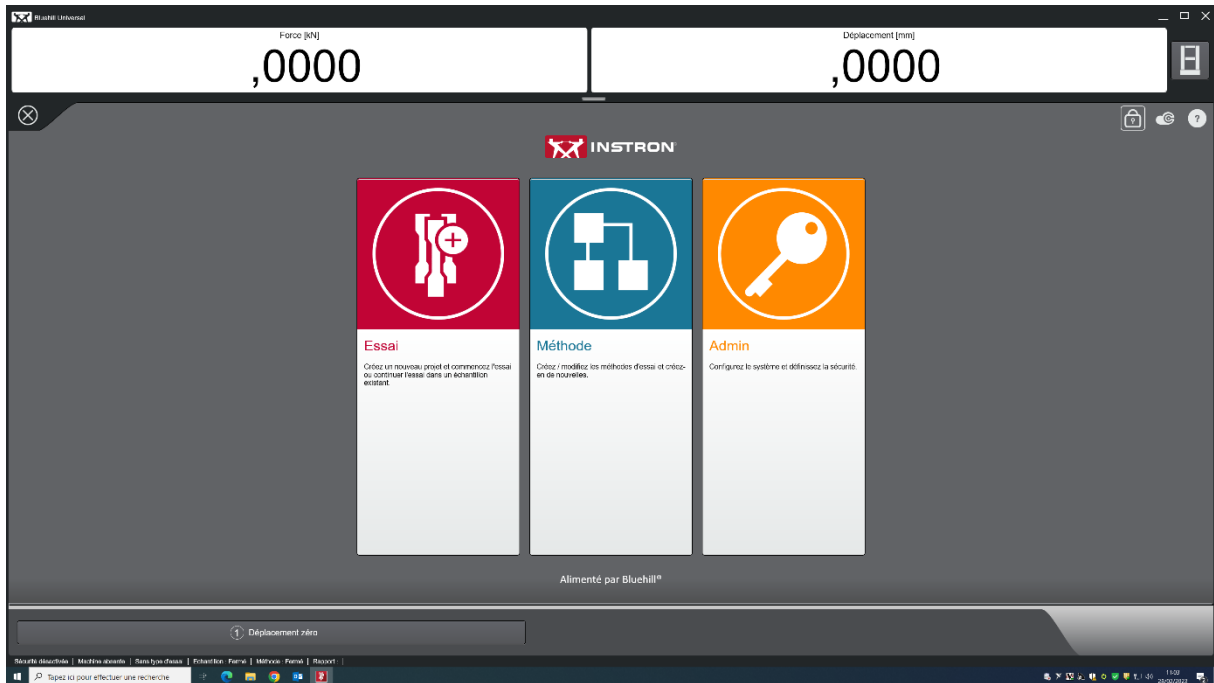 Bluehill Universal
Force [kN]
,0000
Déplacement [mm]
,0000
INSTRON
Essai
Créez un nouveau projet et commencez l'essai
ou continuer l'essai dans un échantillon
existant.
Méthode
Créez / modifiez les méthodes d'essai et créez-
en de nouvelles.
Admin
Configurez le système et définissez la sécurité.
Alimenté par Bluehill®
1 Déplacement zéro
Sécurité désactivée | Machine absente | Sans type d'essai | Echantillon : Fermé | Méthode : Fermé | Rapport : |
Tapez ici pour effectuer une recherche